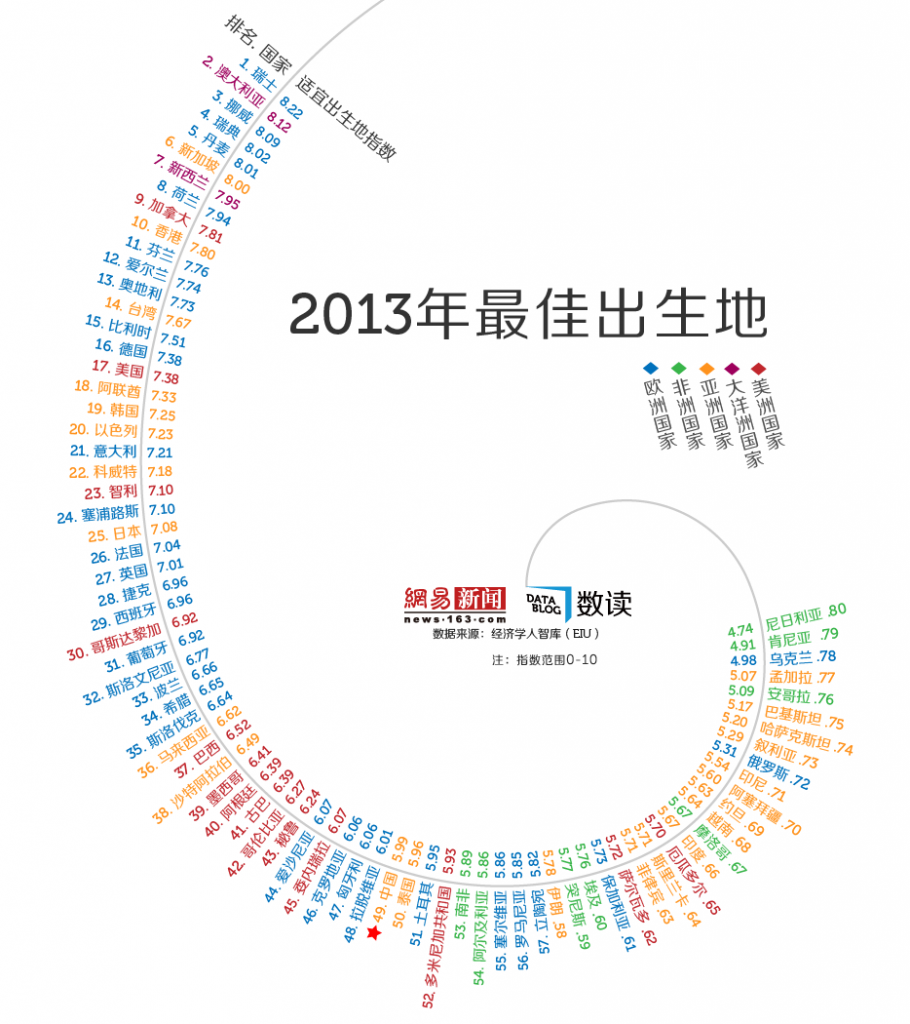 排名. 国家 适宜出生地指数
1. 瑞士 8.22
2. 澳大利亚 8.12
3. 挪威 8.09
4. 瑞典 8.02
5. 丹麦 8.01
6. 新加坡 8.00
7. 新西兰 7.95
8. 荷兰 7.94
9. 加拿大 7.81
10. 香港 7.80
11. 芬兰 7.76
12. 爱尔兰 7.74
13. 奥地利 7.73
14. 台湾 7.67
15. 比利时 7.51
16. 德国 7.38
17. 美国 7.38
18. 阿联酋 7.33
19. 韩国 7.25
20. 以色列 7.23
21. 意大利 7.21
22. 科威特 7.18
23. 智利 7.10
24. 塞浦路斯 7.10
25. 日本 7.08
26. 法国 7.04
27. 英国 7.01
28. 捷克 6.96
29. 西班牙 6.96
30. 哥斯达黎加 6.92
31. 葡萄牙 6.92
32. 斯洛文尼亚 6.77
33. 波兰 6.66
34. 希腊 6.65
35. 斯洛伐克 6.64
36. 马来西亚 6.62
37. 巴西 6.52
38. 沙特阿拉伯 6.49
39. 墨西哥 6.41
40. 阿根廷 6.39
41. 古巴 6.39
42. 哥伦比亚 6.27
43. 秘鲁 6.24
44. 爱沙尼亚 6.07
45. 委内瑞拉 6.07
46. 克罗地亚 6.06
47. 匈牙利 6.06
48. 拉脱维亚 6.01
49. 中国 5.99
50. 泰国 5.96
51. 土耳其 5.95
52. 多米尼加共和国 5.93
53. 南非 5.89
54. 阿尔及利亚 5.86
55. 塞尔维亚 5.86
56. 罗马尼亚 5.85
57. 立陶宛 5.82
5.78 伊朗 .58
5.77 突尼斯 .59
5.76 埃及 .60
5.73 保加利亚 .61
5.72 萨尔瓦多 .62
5.71 菲律宾 .63
5.71 斯里兰卡 .64
5.70 厄瓜多尔 .65
5.67 印度 .66
5.67 摩洛哥 .67
5.64 越南 .68
5.63 约旦 .69
5.60 阿塞拜疆 .70
5.54 印尼 .71
5.31 俄罗斯 .72
5.29 叙利亚 .73
5.20 哈萨克斯坦 .74
5.17 巴基斯坦 .75
5.09 安哥拉 .76
5.07 孟加拉 .77
4.98 乌克兰 .78
4.91 肯尼亚 .79
4.74 尼日利亚 .80
2013年最佳出生地
欧洲国家
非洲国家
亚洲国家
大洋洲国家
美洲国家
網易 新闻
news·163.com
DATA BLOG 数读
数据来源：经济学人智库（EIU）
注：指数范围0-10